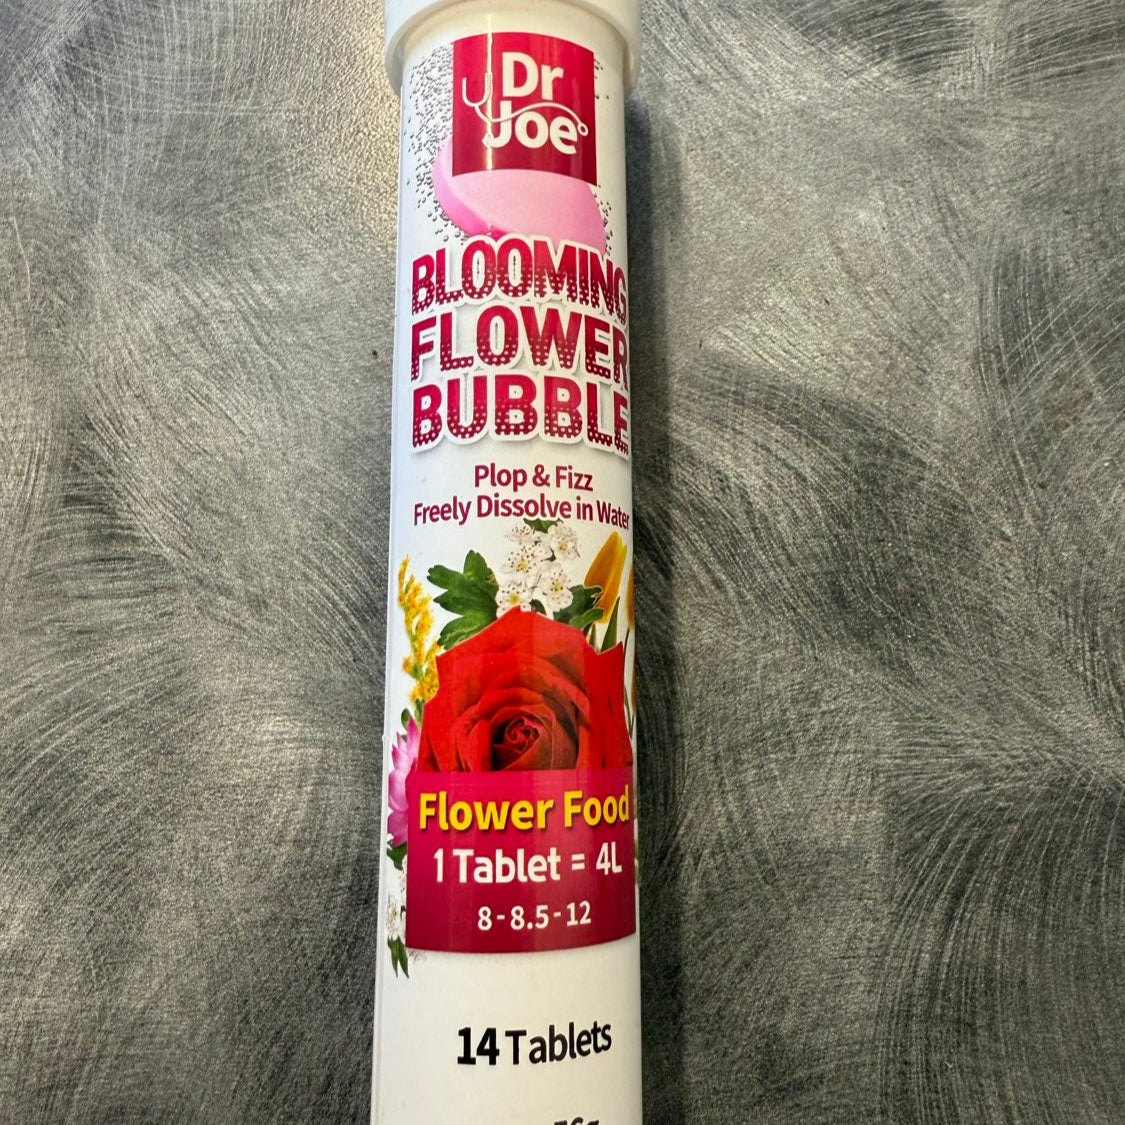 Dr
Joe
BLOOMING
FLOWER
BUBBLE
Plop & Fizz
Freely Dissolve in Water
Flower Food
1 Tablet = 4L
8-8.5-12
14 Tablets